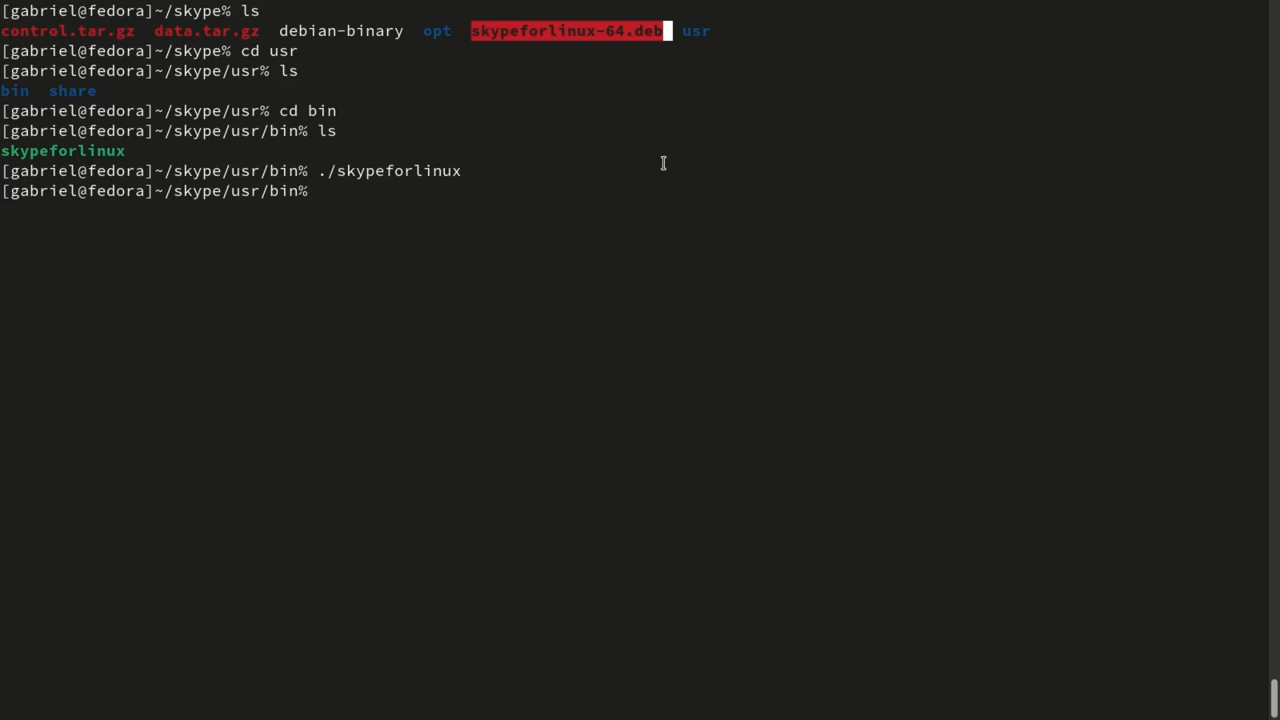 [gabriel@fedora]~/skype% ls
control.tar.gz  data.tar.gz  debian-binary  opt  skypeforlinux-64.deb  usr
[gabriel@fedora]~/skype% cd usr
[gabriel@fedora]~/skype/usr% ls
bin  share
[gabriel@fedora]~/skype/usr% cd bin
[gabriel@fedora]~/skype/usr/bin% ls
skypeforlinux
[gabriel@fedora]~/skype/usr/bin% ./skypeforlinux
[gabriel@fedora]~/skype/usr/bin%